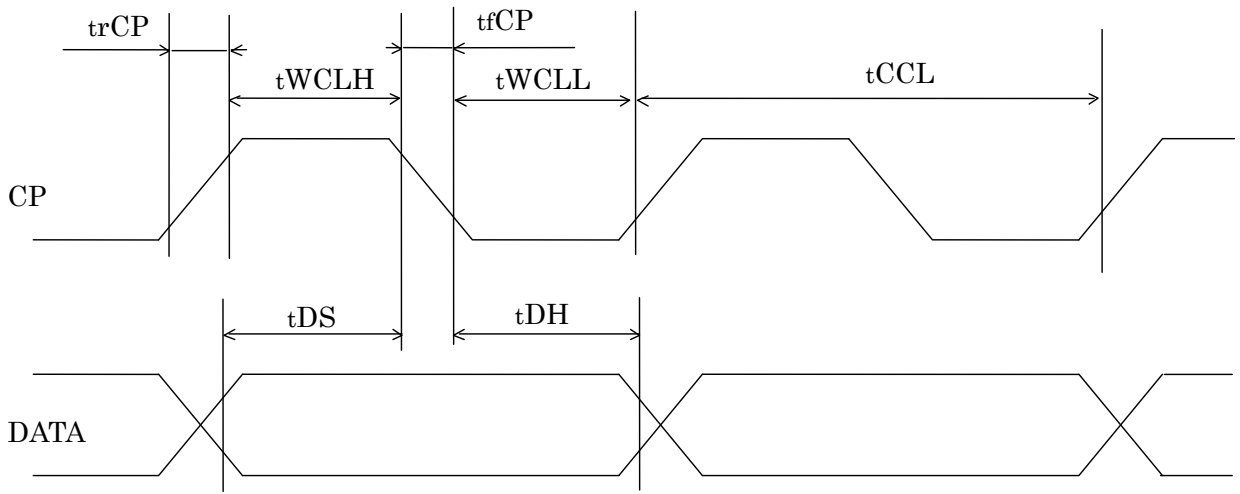 trCP
tfCP
tWCLH
tWCLL
tCCL
CP
tDS
tDH
DATA